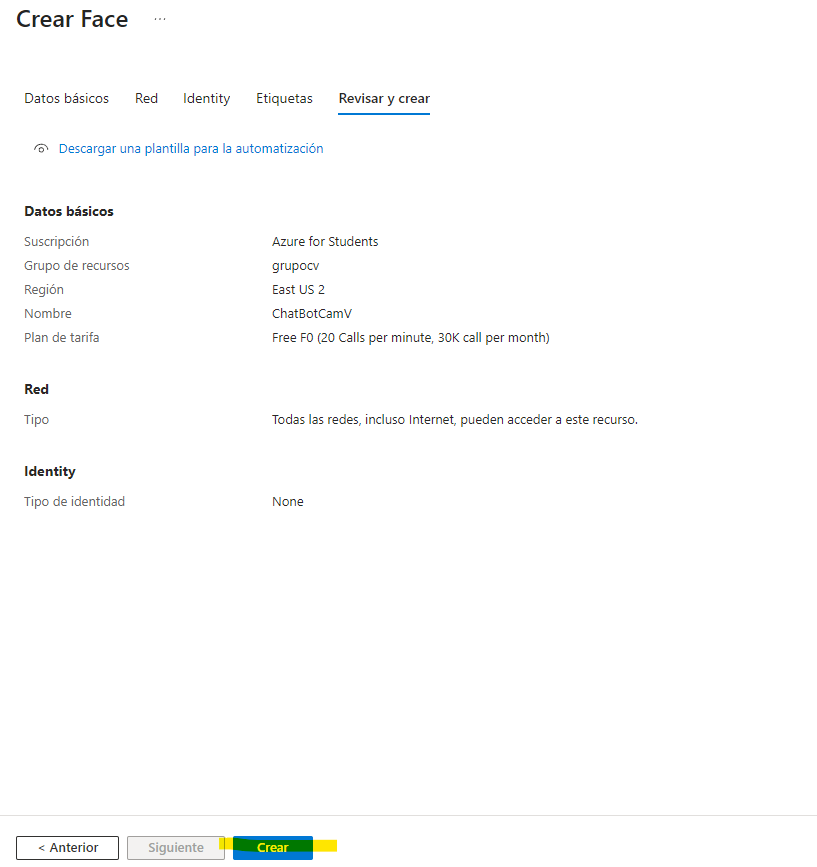 Crear Face ...
Datos básicos Red Identity Etiquetas Revisar y crear
Descargar una plantilla para la automatización
Datos básicos
Suscripción Azure for Students
Grupo de recursos grupocv
Región East US 2
Nombre ChatBotCamV
Plan de tarifa Free F0 (20 Calls per minute, 30K call per month)
Red
Tipo Todas las redes, incluso Internet, pueden acceder a este recurso.
Identity
Tipo de identidad None
< Anterior Siguiente Crear